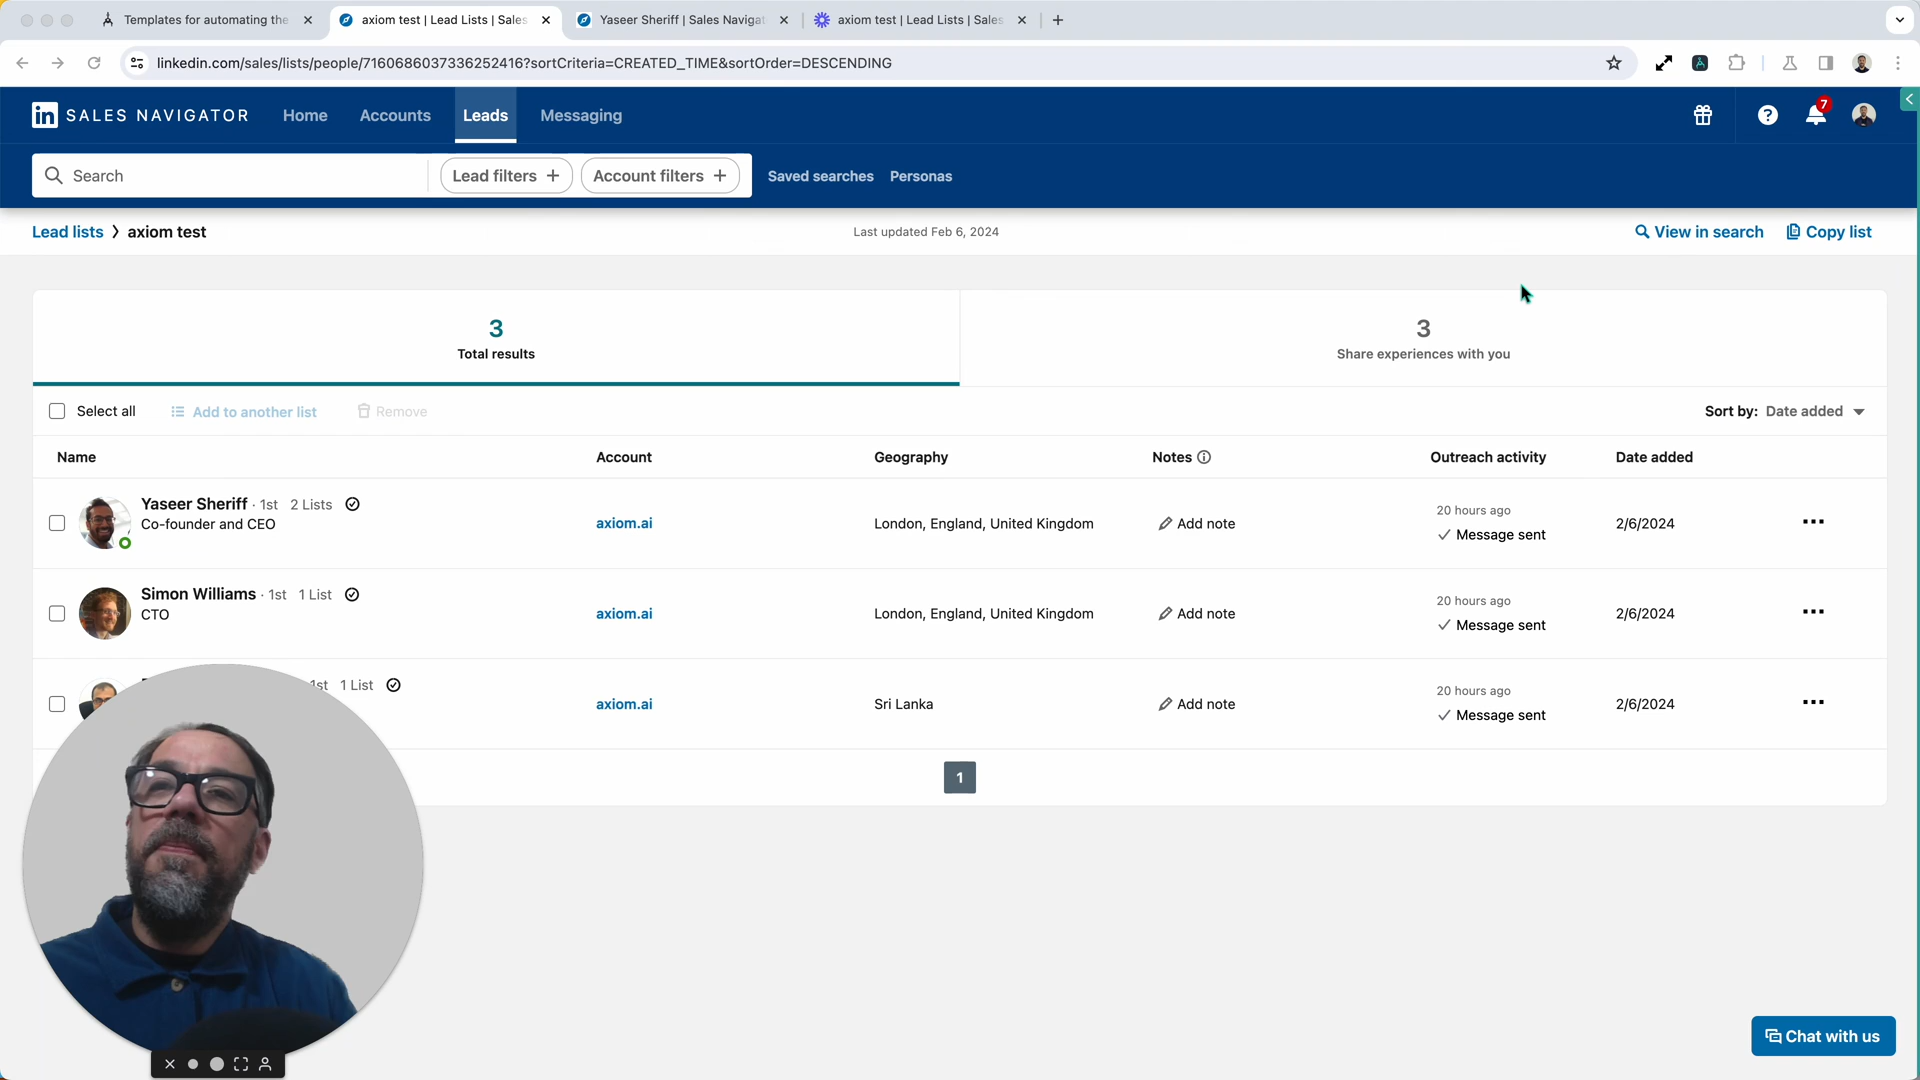 Templates for automating the
axiom test | Lead Lists | Sales
Yaseer Sheriff | Sales Navigat
axiom test | Lead Lists | Sales
linkedin.com/sales/lists/people/7160686037336252416?sortCriteria=CREATED_TIME&sortOrder=DESCENDING
in SALES NAVIGATOR
Home
Accounts
Leads
Messaging
7
Search
Lead filters +
Account filters +
Saved searches
Personas
Lead lists > axiom test
Last updated Feb 6, 2024
View in search
Copy list
3
Total results
3
Share experiences with you
Select all
Add to another list
Remove
Sort by: Date added
Name
Account
Geography
Notes
Outreach activity
Date added
Yaseer Sheriff · 1st 2 Lists
Co-founder and CEO
axiom.ai
London, England, United Kingdom
Add note
20 hours ago
Message sent
2/6/2024
Simon Williams · 1st 1 List
CTO
axiom.ai
London, England, United Kingdom
Add note
20 hours ago
Message sent
2/6/2024
1st 1 List
axiom.ai
Sri Lanka
Add note
20 hours ago
Message sent
2/6/2024
1
Chat with us